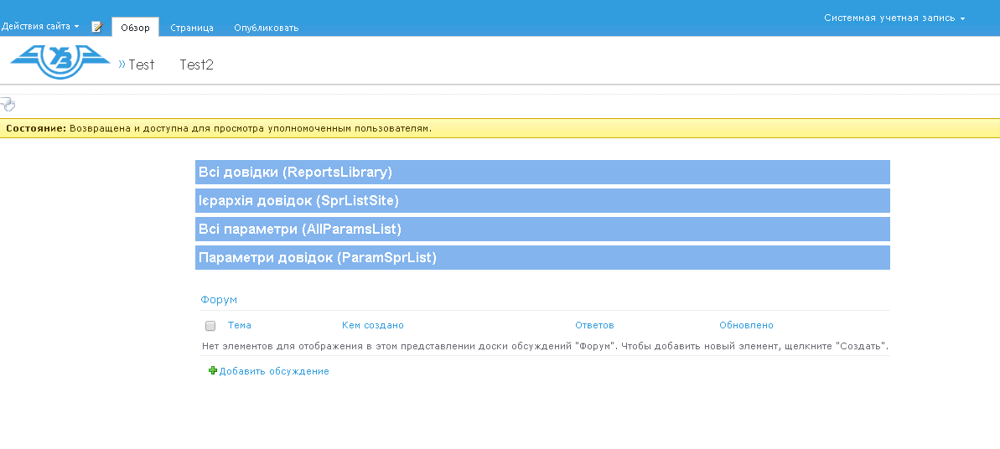 Действия сайта
Обзор
Страница
Опубликовать
Системная учетная запись
УЗ
» Test
Test2
Состояние: Возвращена и доступна для просмотра уполномоченным пользователям.
Всі довідки (ReportsLibrary)
Ієрархія довідок (SprListSite)
Всі параметри (AllParamsList)
Параметри довідок (ParamSprList)
Форум
Тема Кем создано Ответов Обновлено
Нет элементов для отображения в этом представлении доски обсуждений "Форум". Чтобы добавить новый элемент, щелкните "Создать".
Добавить обсуждение